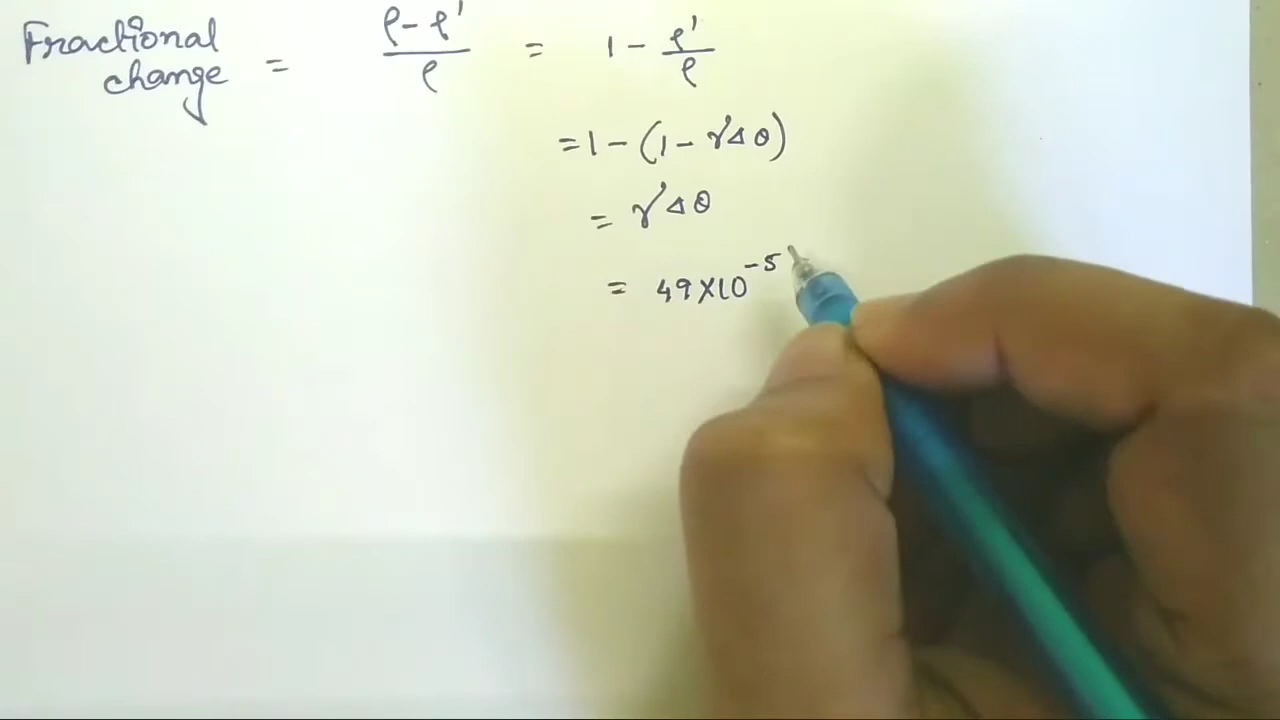 Fractional change = ρ-ρ'/ρ = 1 - ρ'/ρ
= 1 - (1 - γΔθ)
= γΔθ
= 49×10⁻⁵